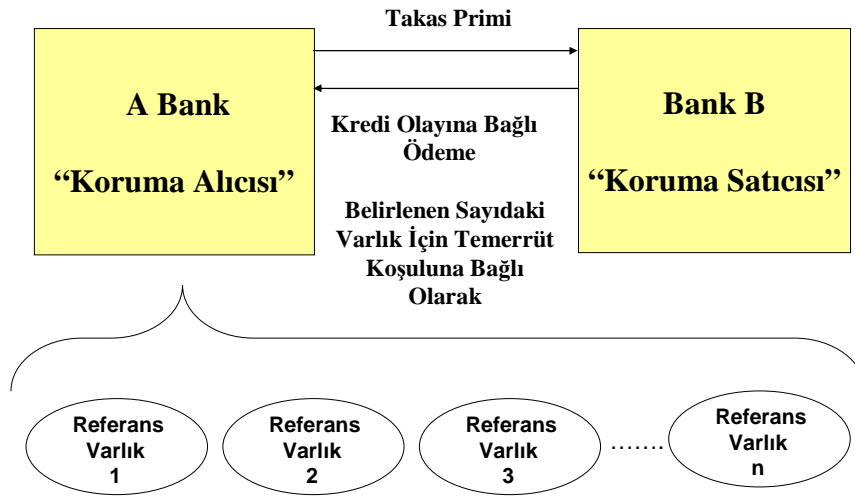 Takas Primi
A Bank
“Koruma Alıcısı”
Bank B
“Koruma Satıcısı”
Kredi Olayına Bağlı
Ödeme
Belirlenen Sayıdaki
Varlık İçin Temerrüt
Koşuluna Bağlı
Olarak
Referans
Varlık
1
Referans
Varlık
2
Referans
Varlık
3
…….
Referans
Varlık
n